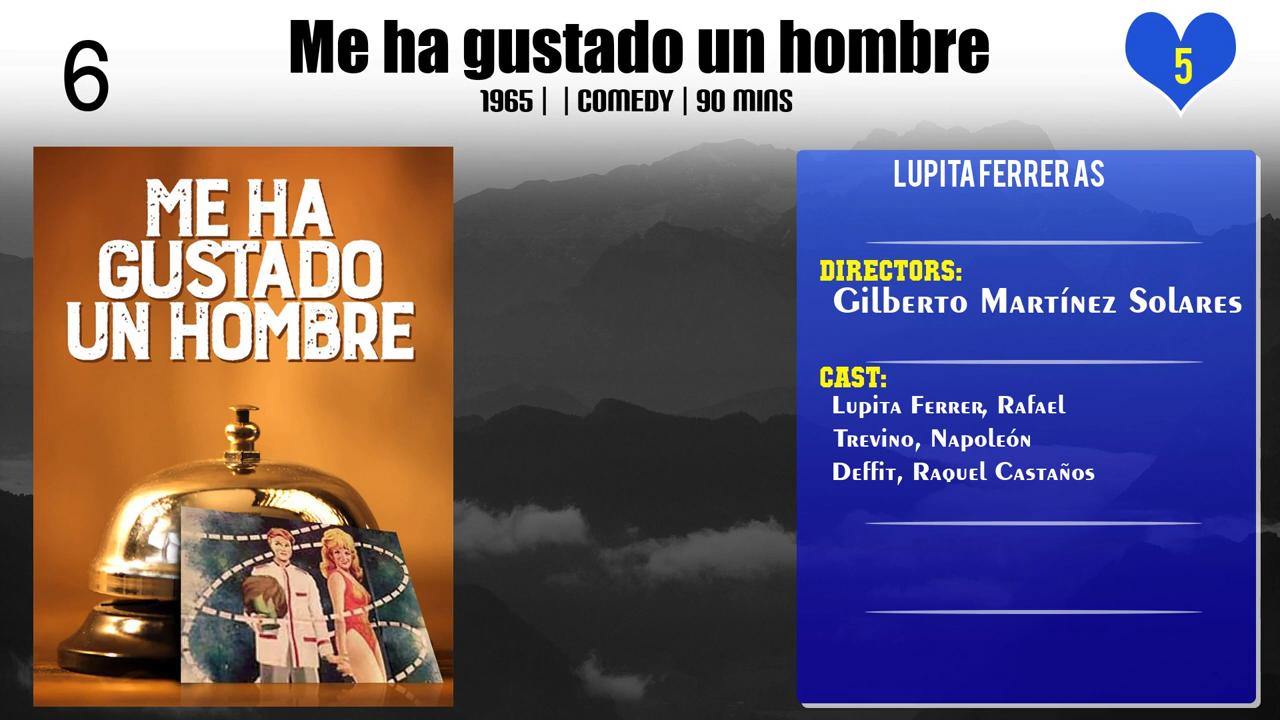 6
Me ha gustado un hombre
1965 | | COMEDY | 90 MINS
5
ME HA
GUSTADO
UN HOMBRE
LUPITA FERRER AS
DIRECTORS:
Gilberto Martínez Solares
CAST:
Lupita Ferrer, Rafael
Trevino, Napoleón
Deffit, Raquel Castaños